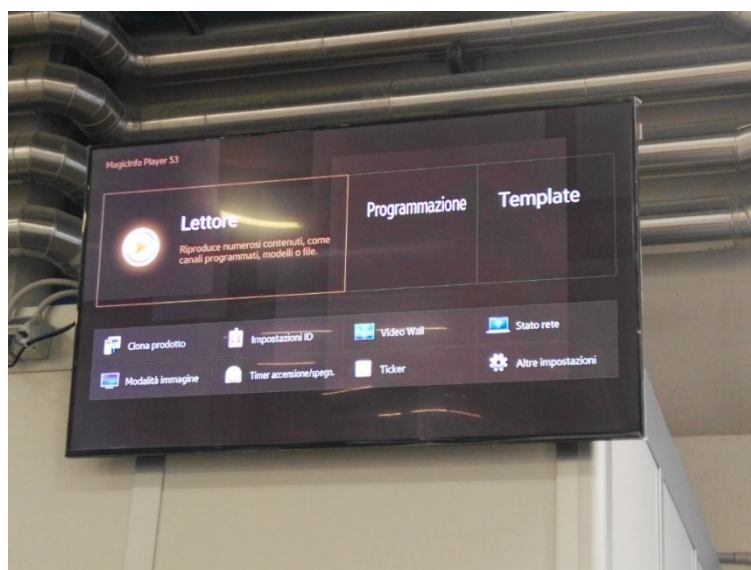 MagicInfo Player S3
Lettore
Riproduce numerosi contenuti, come
canali programmati, modelli o file.
Programmazione
Template
Clona prodotto
Impostazioni ID
Video Wall
Stato rete
Modalità immagine
Timer accensione/spegn.
Ticker
Altre impostazioni